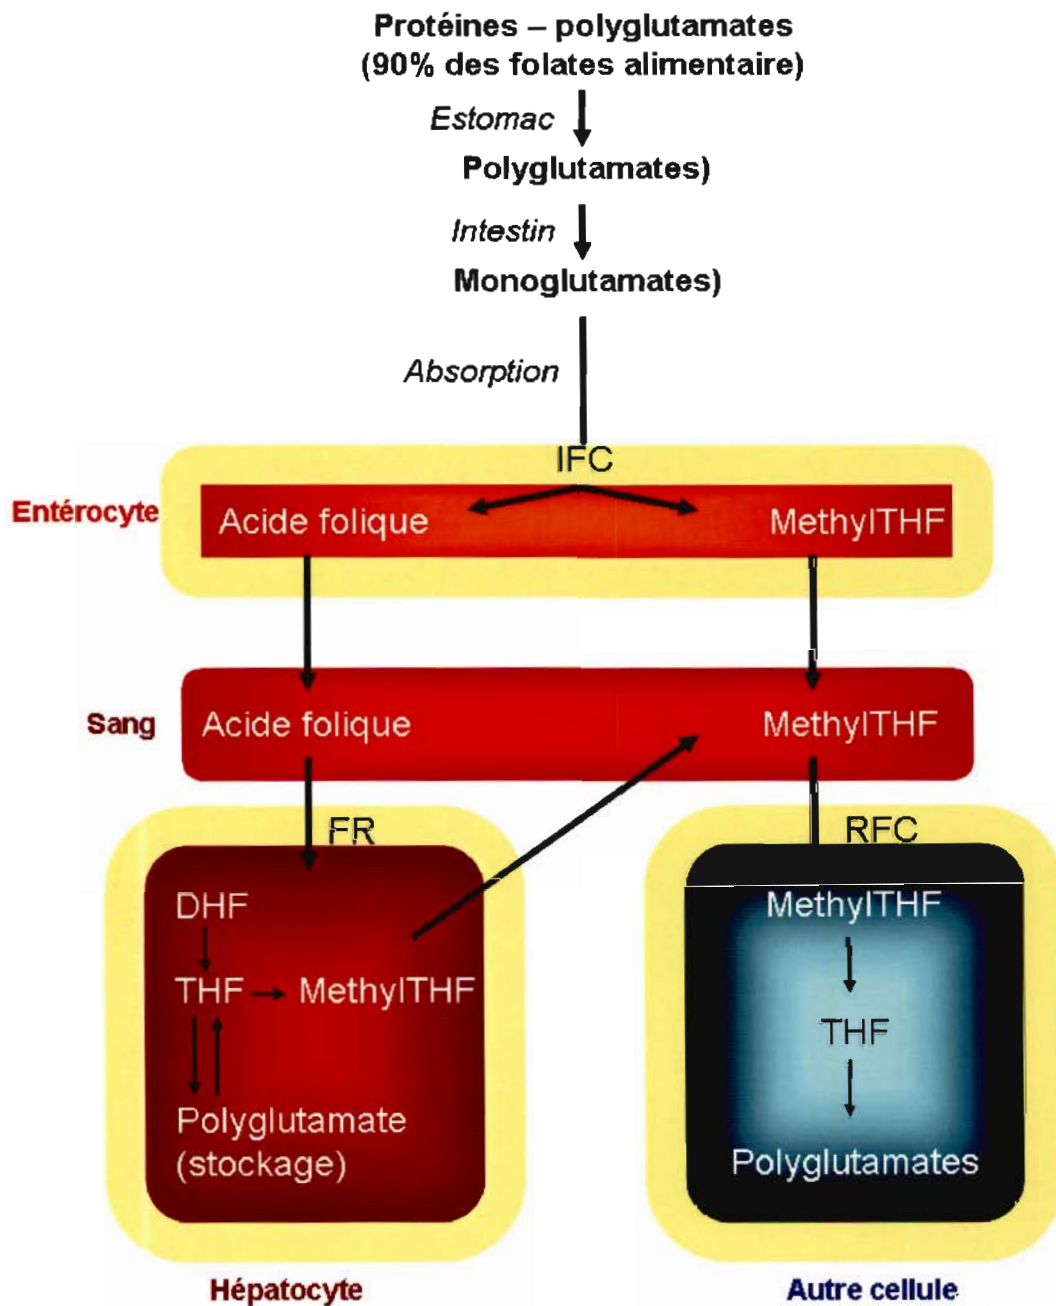 Protéines – polyglutamates
(90% des folates alimentaire)
Estomac
Polyglutamates)
Intestin
Monoglutamates)
Absorption
IFC
Entérocyte
Acide folique
MethylTHF
Sang
Acide folique
MethylTHF
FR
RFC
DHF
THF
MethylTHF
Polyglutamate
(stockage)
MethylTHF
THF
Polyglutamates
Hépatocyte
Autre cellule